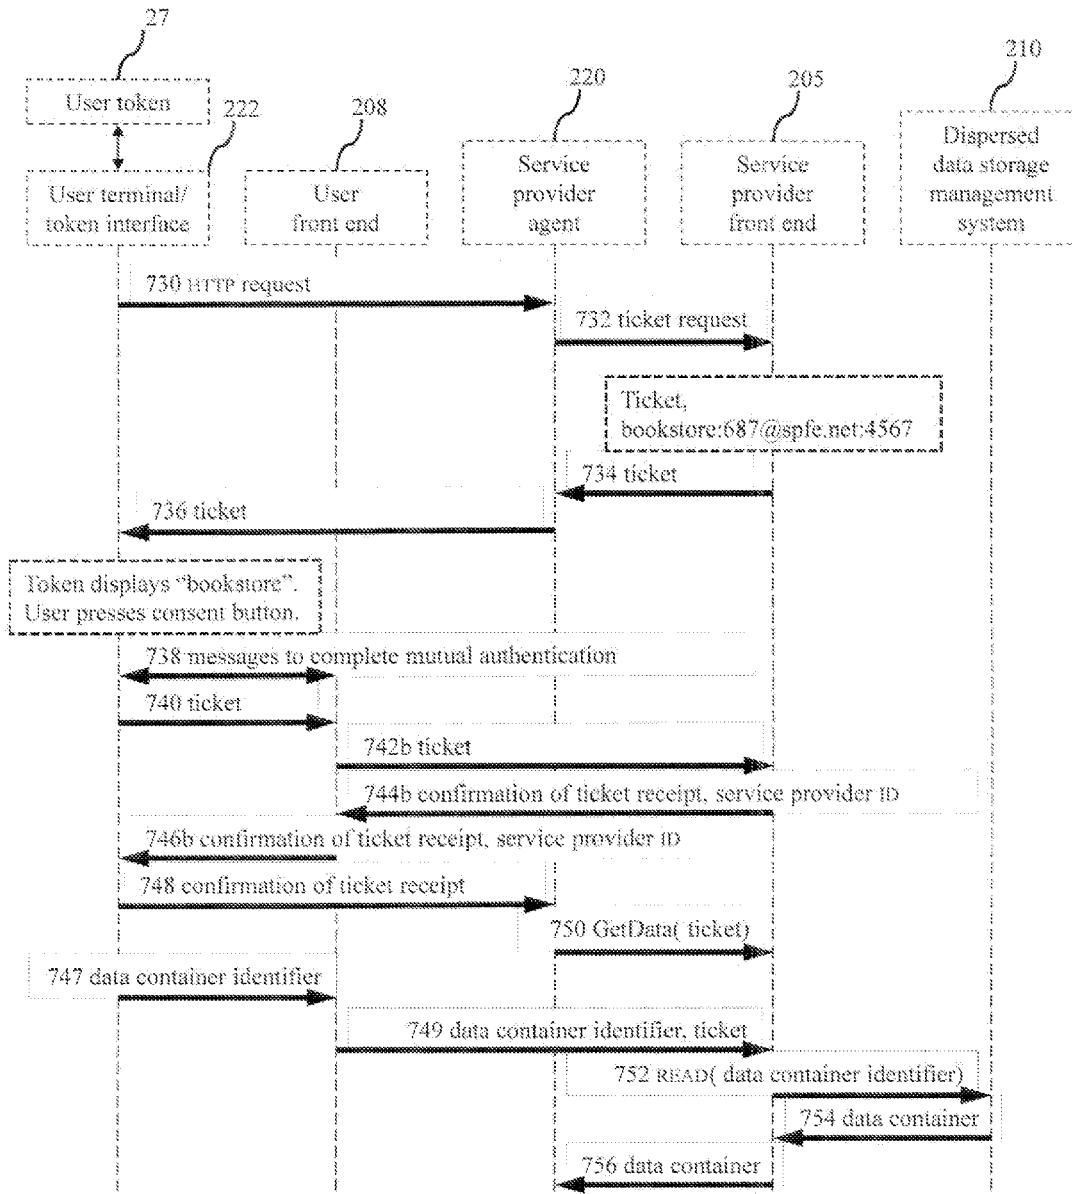 27
220
205
210
User token
222
208
User terminal/
token interface
User
front end
Service
provider
agent
Service
provider
front end
Dispersed
data storage
management
system
730 HTTP request
732 ticket request
Ticket,
bookstore:687@spfe.net:4567
734 ticket
736 ticket
Token displays “bookstore”.
User presses consent button.
738 messages to complete mutual authentication
740 ticket
742b ticket
744b confirmation of ticket receipt, service provider ID
746b confirmation of ticket receipt, service provider ID
748 confirmation of ticket receipt
750 GetData( ticket)
747 data container identifier
749 data container identifier, ticket
752 READ( data container identifier)
754 data container
756 data container